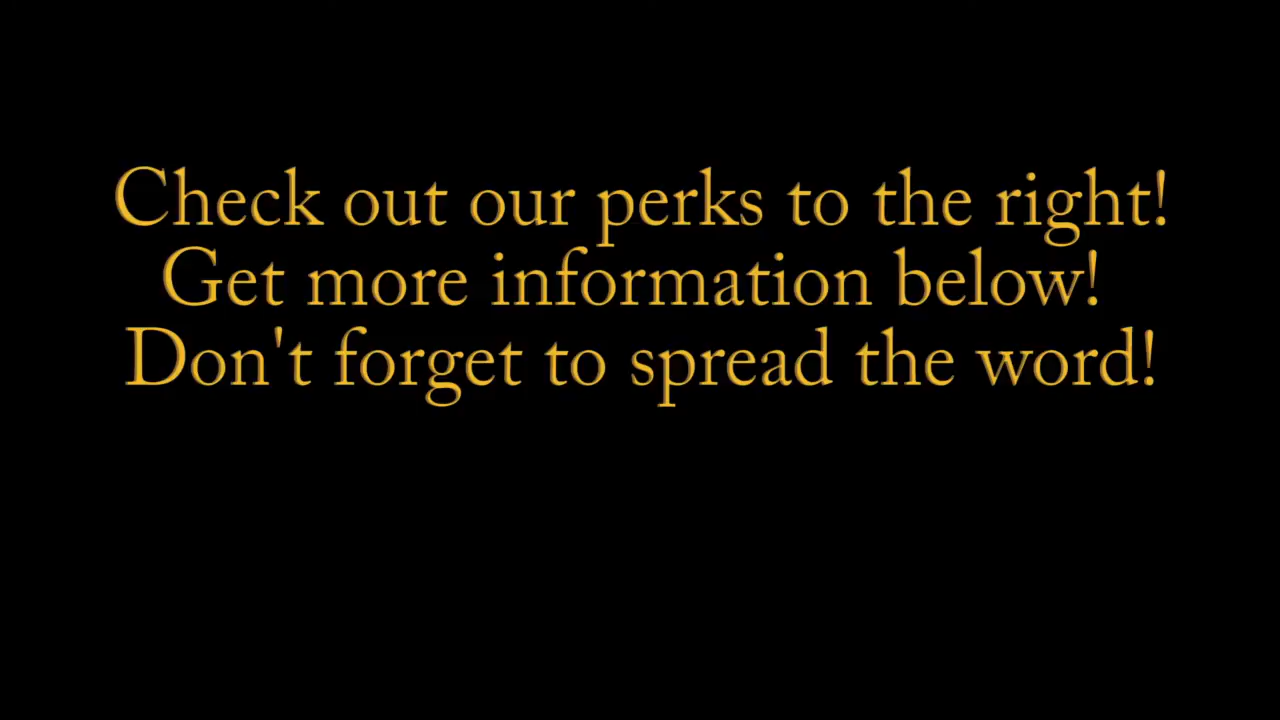 Check out our perks to the right!
Get more information below!
Don't forget to spread the word!